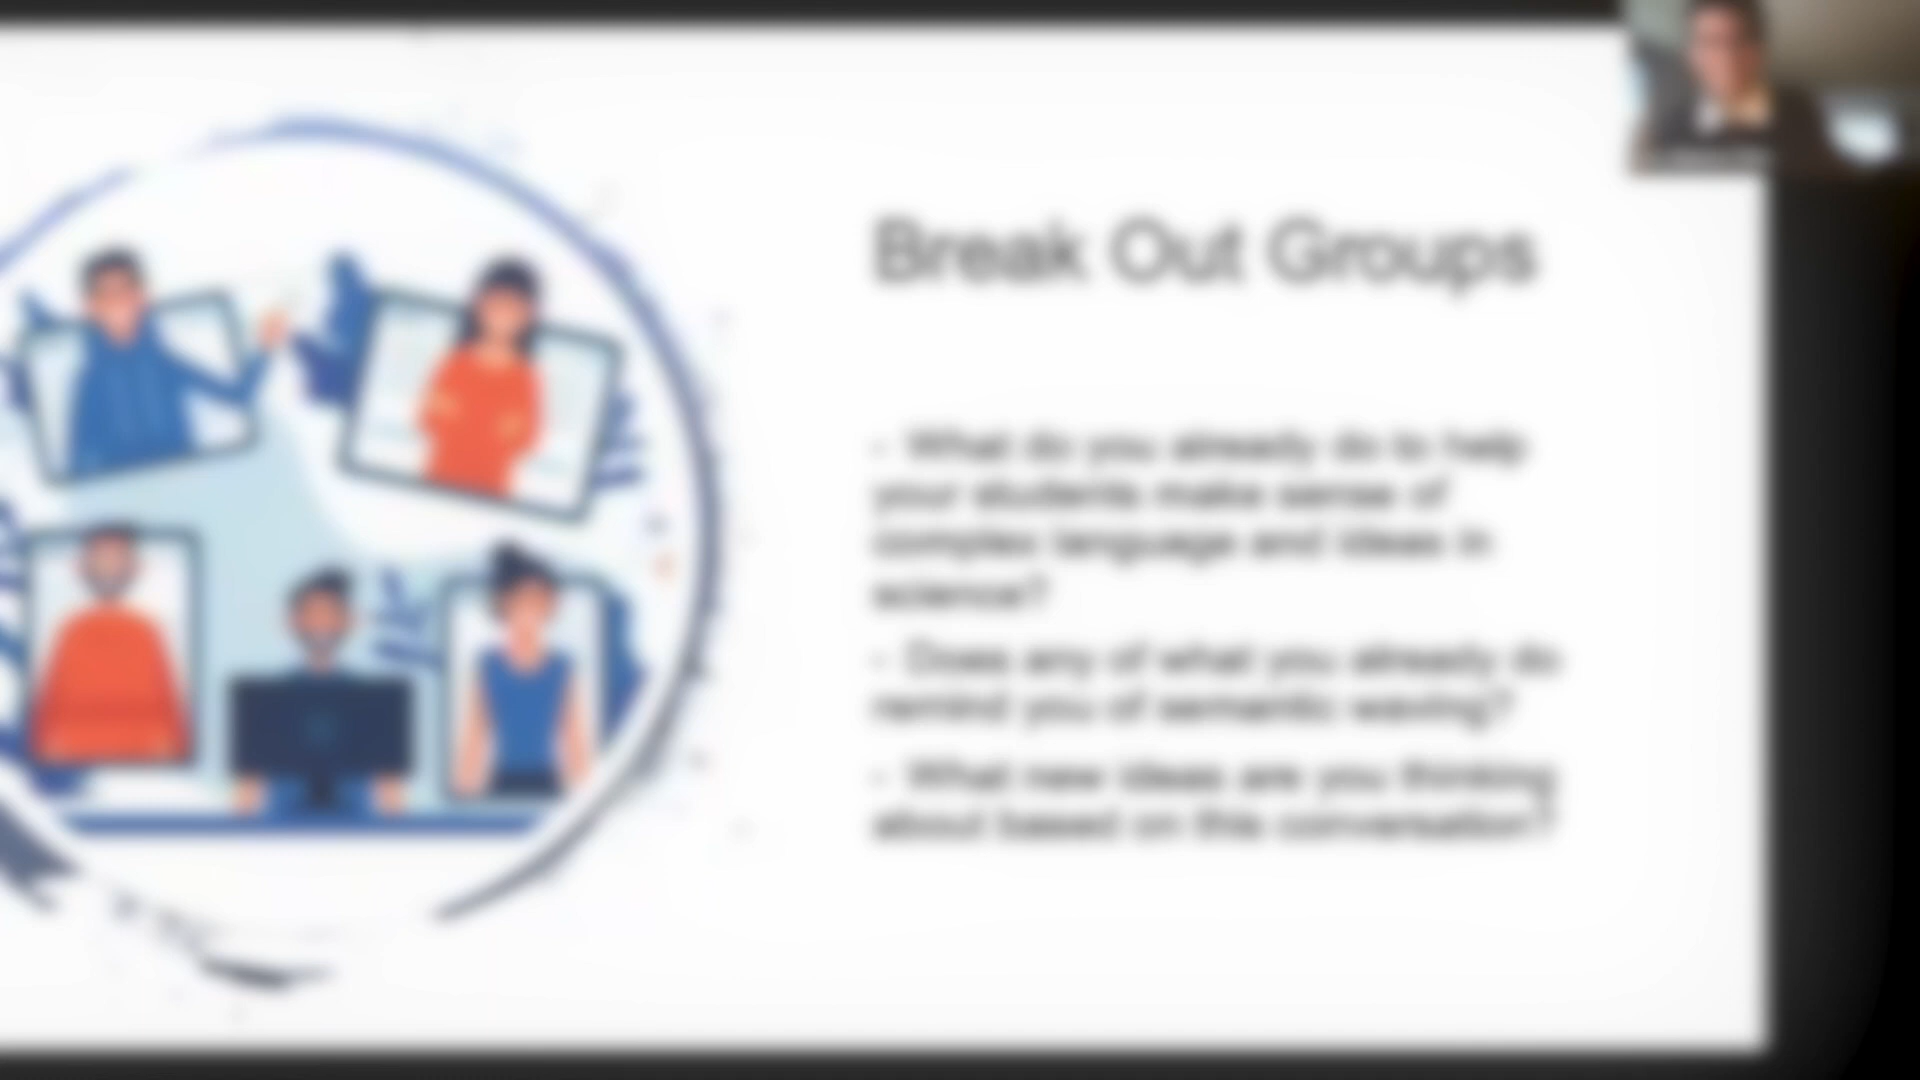 Break Out Groups
- What do you already do to help
your students make sense of
complex language and ideas in
science?
- Does any of what you already do
remind you of semantic waving?
- What new ideas are you thinking
about based on this conversation?